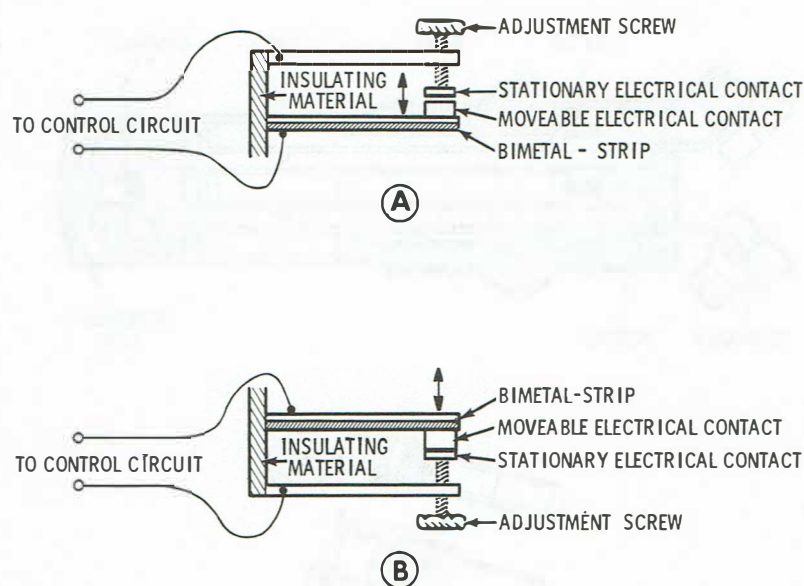 ADJUSTMENT SCREW
INSULATING
MATERIAL
STATIONARY ELECTRICAL CONTACT
MOVEABLE ELECTRICAL CONTACT
TO CONTROL CIRCUIT
BIMETAL - STRIP
A
BIMETAL-STRIP
MOVEABLE ELECTRICAL CONTACT
INSULATING
MATERIAL
STATIONARY ELECTRICAL CONTACT
TO CONTROL CIRCUIT
ADJUSTMENT SCREW
B